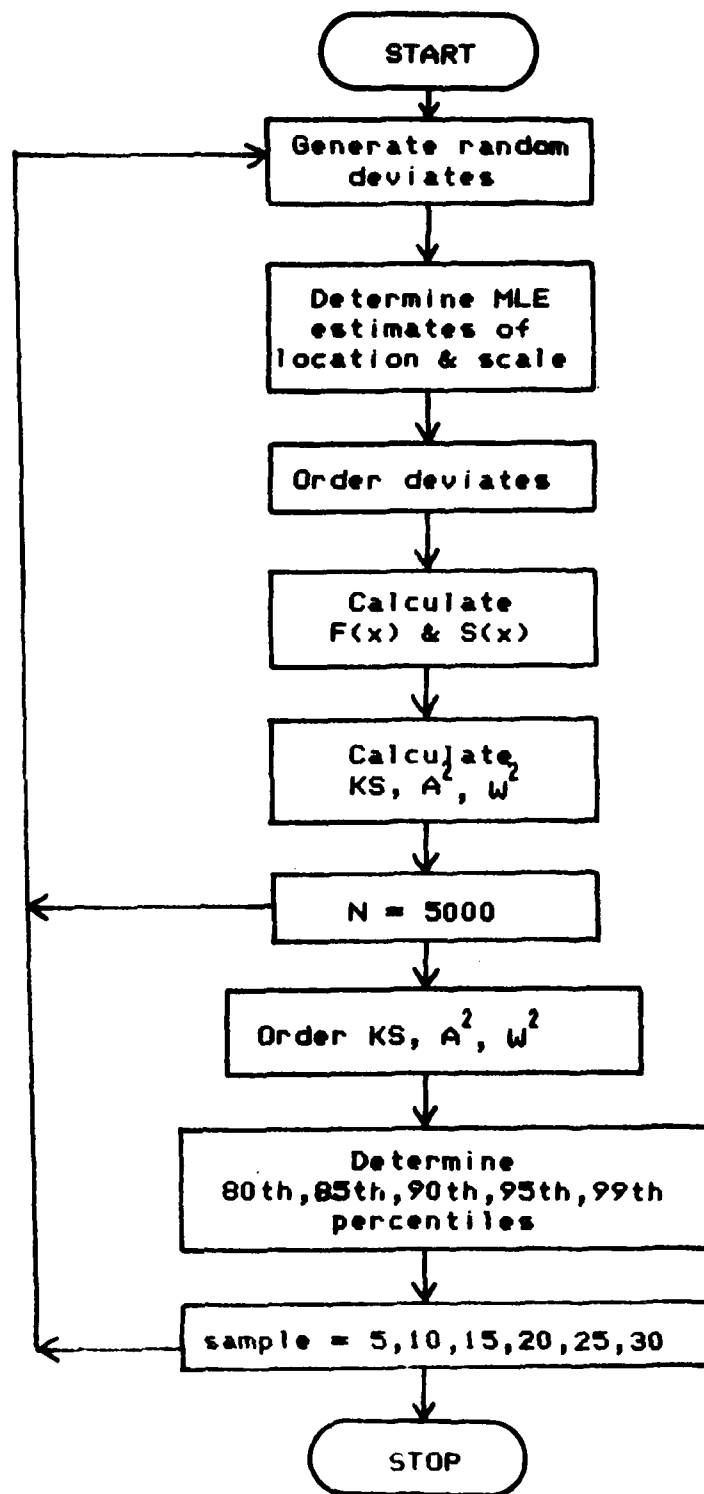 START
Generate random
deviates
Determine MLE
estimates of
location & scale
Order deviates
Calculate
F(x) & S(x)
Calculate
KS, A², W²
N = 5000
Order KS, A², W²
Determine
80th,85th,90th,95th,99th
percentiles
sample = 5,10,15,20,25,30
STOP